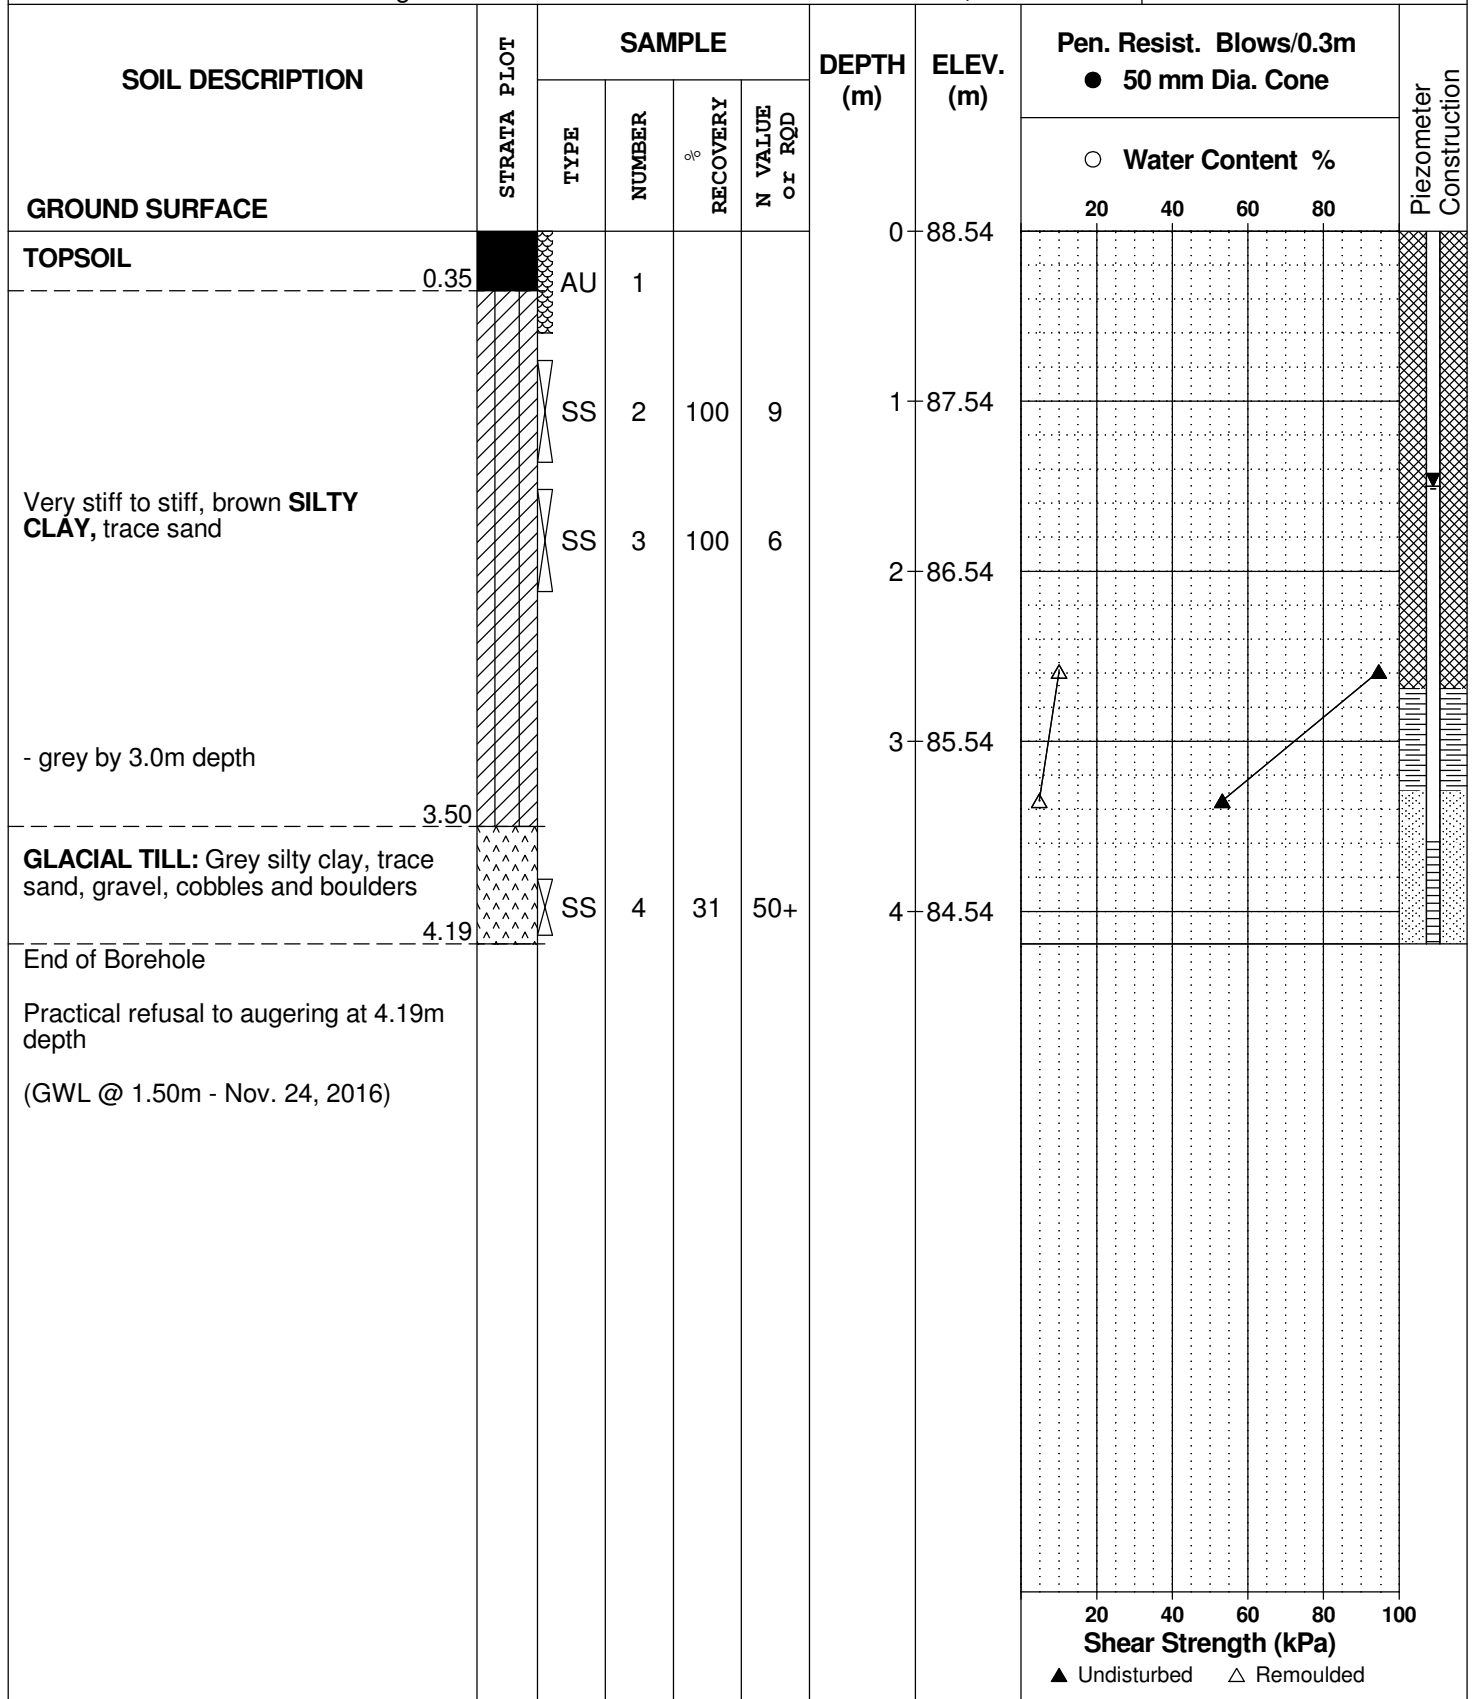 SOIL DESCRIPTION
GROUND SURFACE
STRATA PLOT
SAMPLE
TYPE
NUMBER
%
RECOVERY
N VALUE
or RQD
DEPTH
(m)
ELEV.
(m)
Pen. Resist. Blows/0.3m
● 50 mm Dia. Cone
○ Water Content %
20 40 60 80
Piezometer
Construction
0 88.54
TOPSOIL
0.35
AU 1
SS 2 100 9
1 87.54
Very stiff to stiff, brown SILTY
CLAY, trace sand
SS 3 100 6
2 86.54
3 85.54
- grey by 3.0m depth
3.50
GLACIAL TILL: Grey silty clay, trace
sand, gravel, cobbles and boulders
SS 4 31 50+
4 84.54
4.19
End of Borehole
Practical refusal to augering at 4.19m
depth
(GWL @ 1.50m - Nov. 24, 2016)
20 40 60 80 100
Shear Strength (kPa)
▲ Undisturbed △ Remoulded